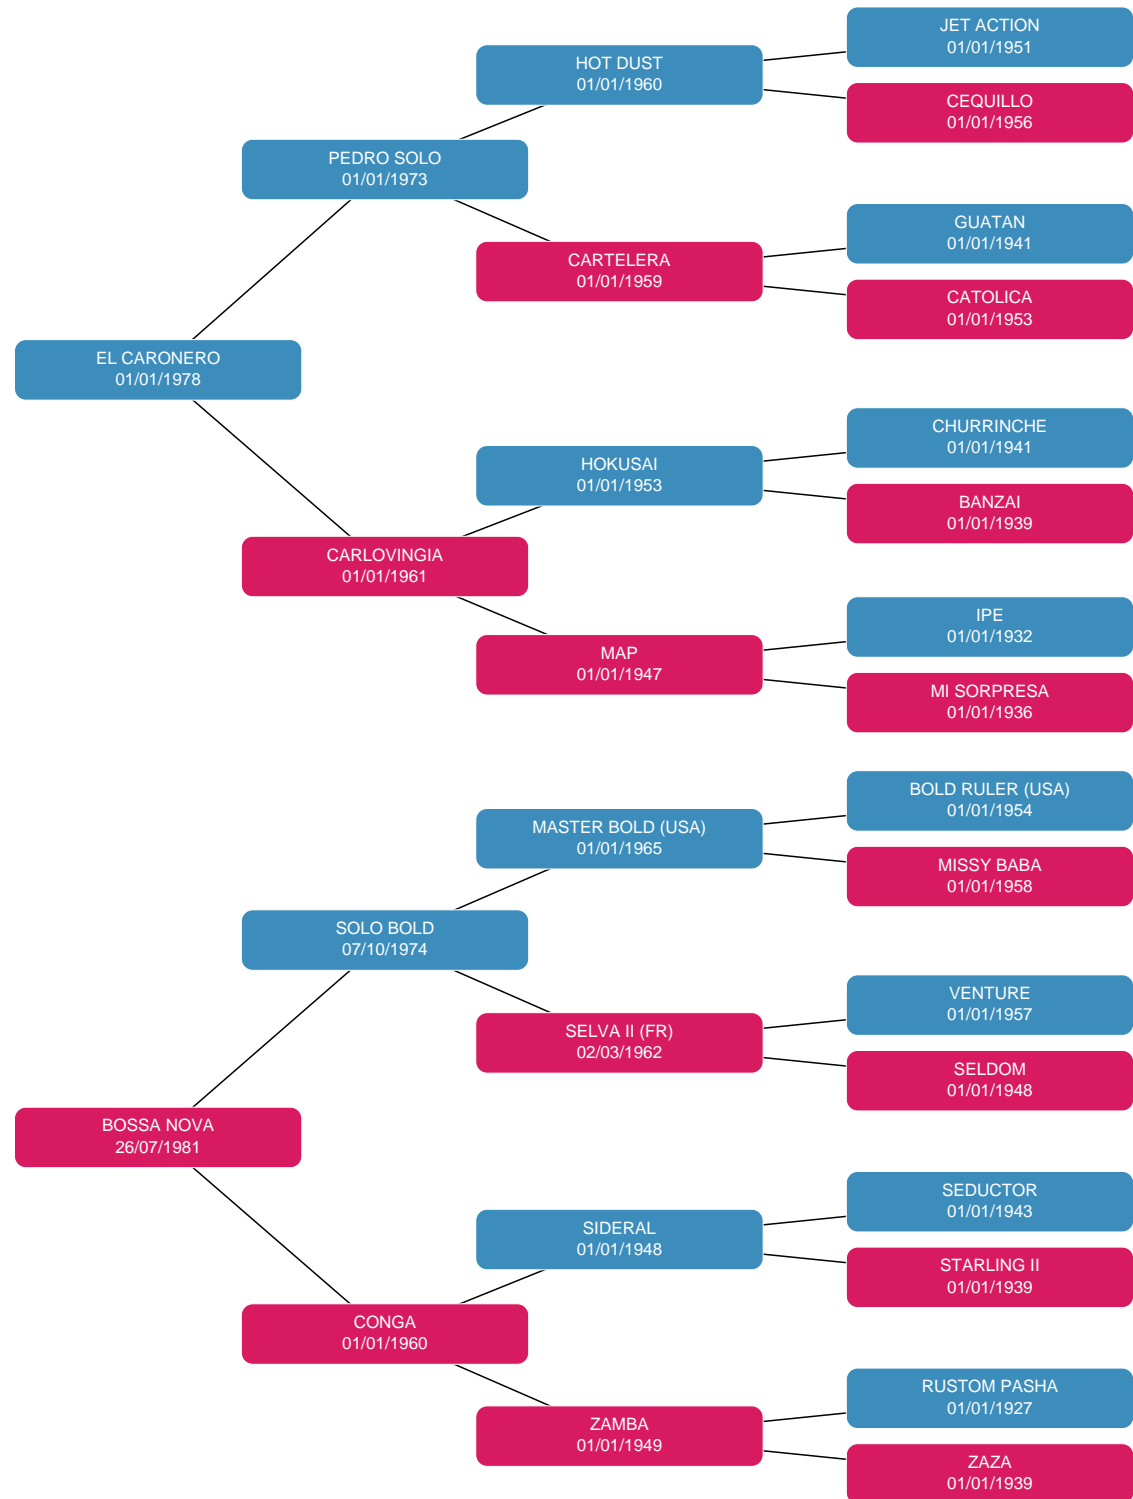 JET ACTION
01/01/1951
HOT DUST
01/01/1960
CEQUILLO
01/01/1956
PEDRO SOLO
01/01/1973
GUATAN
01/01/1941
CARTELERA
01/01/1959
CATOLICA
01/01/1953
EL CARONERO
01/01/1978
CHURRINCHE
01/01/1941
HOKUSAI
01/01/1953
BANZAI
01/01/1939
CARLOVINGIA
01/01/1961
IPE
01/01/1932
MAP
01/01/1947
MI SORPRESA
01/01/1936
BOLD RULER (USA)
01/01/1954
MASTER BOLD (USA)
01/01/1965
MISSY BABA
01/01/1958
SOLO BOLD
07/10/1974
VENTURE
01/01/1957
SELVA II (FR)
02/03/1962
SELDOM
01/01/1948
BOSSA NOVA
26/07/1981
SEDUCTOR
01/01/1943
SIDERAL
01/01/1948
STARLING II
01/01/1939
CONGA
01/01/1960
RUSTOM PASHA
01/01/1927
ZAMBA
01/01/1949
ZAZA
01/01/1939